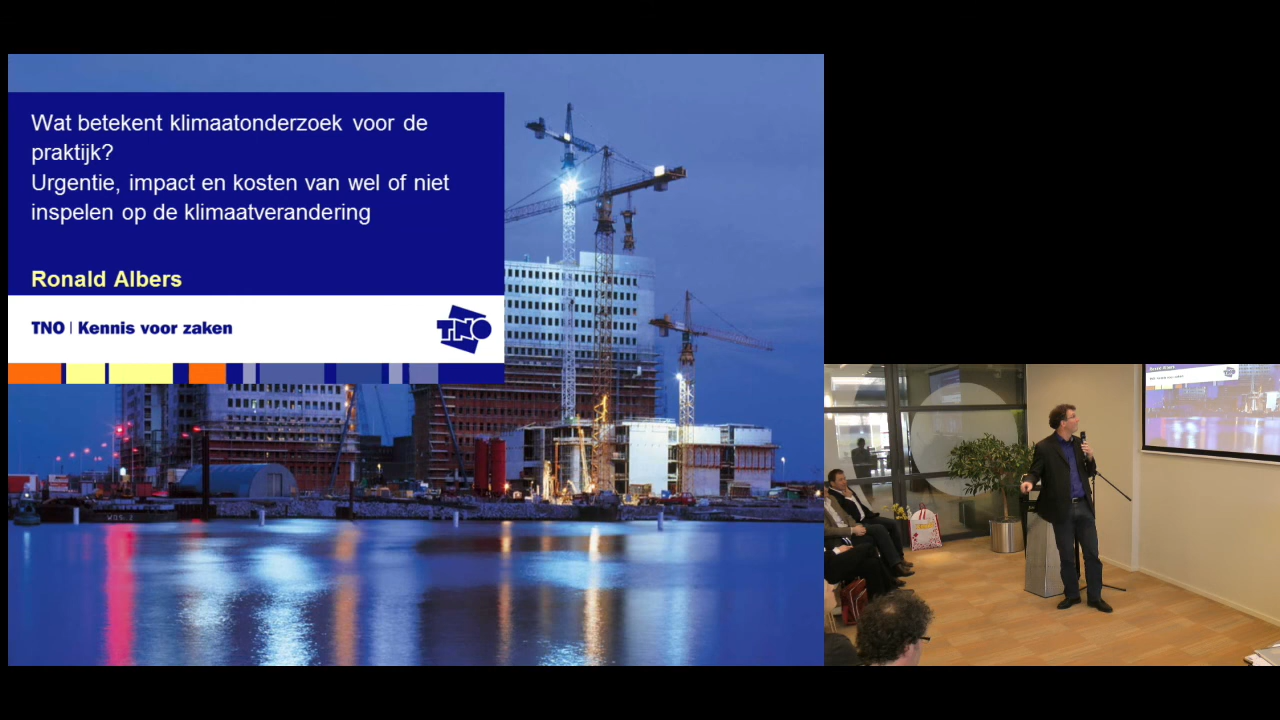 Wat betekent klimaatonderzoek voor de
praktijk?
Urgentie, impact en kosten van wel of niet
inspelen op de klimaatverandering
Ronald Albers
TNO | Kennis voor zaken
TNO